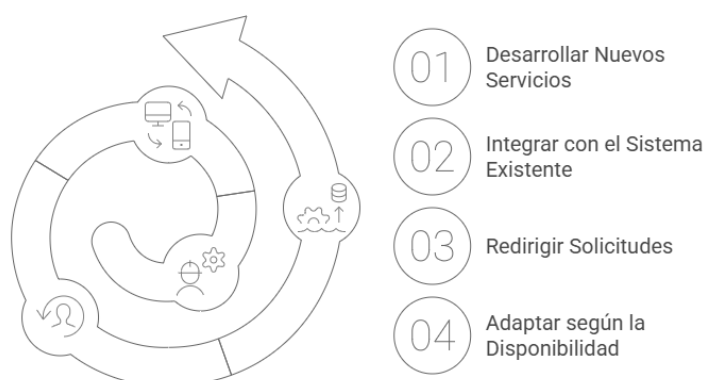 01
Desarrollar Nuevos
Servicios
02
Integrar con el Sistema
Existente
03
Redirigir Solicitudes
04
Adaptar según la
Disponibilidad